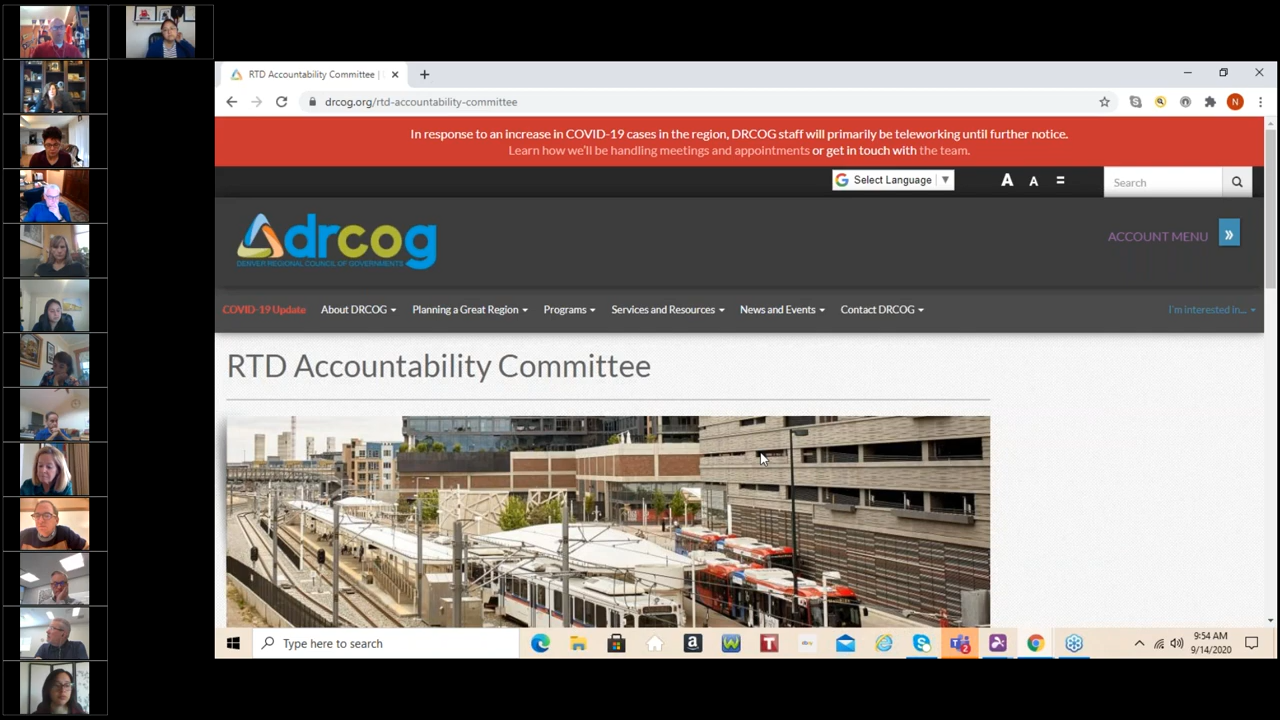 RTD Accountability Committee |
drcog.org/rtd-accountability-committee
N
In response to an increase in COVID-19 cases in the region, DRCOG staff will primarily be teleworking until further notice.
Learn how we'll be handling meetings and appointments or get in touch with the team.
Select Language
A A =
Search
drcog
DENVER REGIONAL COUNCIL OF GOVERNMENTS
ACCOUNT MENU »
COVID-19 Update About DRCOG Planning a Great Region Programs Services and Resources News and Events Contact DRCOG I'm interested in...
RTD Accountability Committee
Type here to search
9:54 AM
9/14/2020